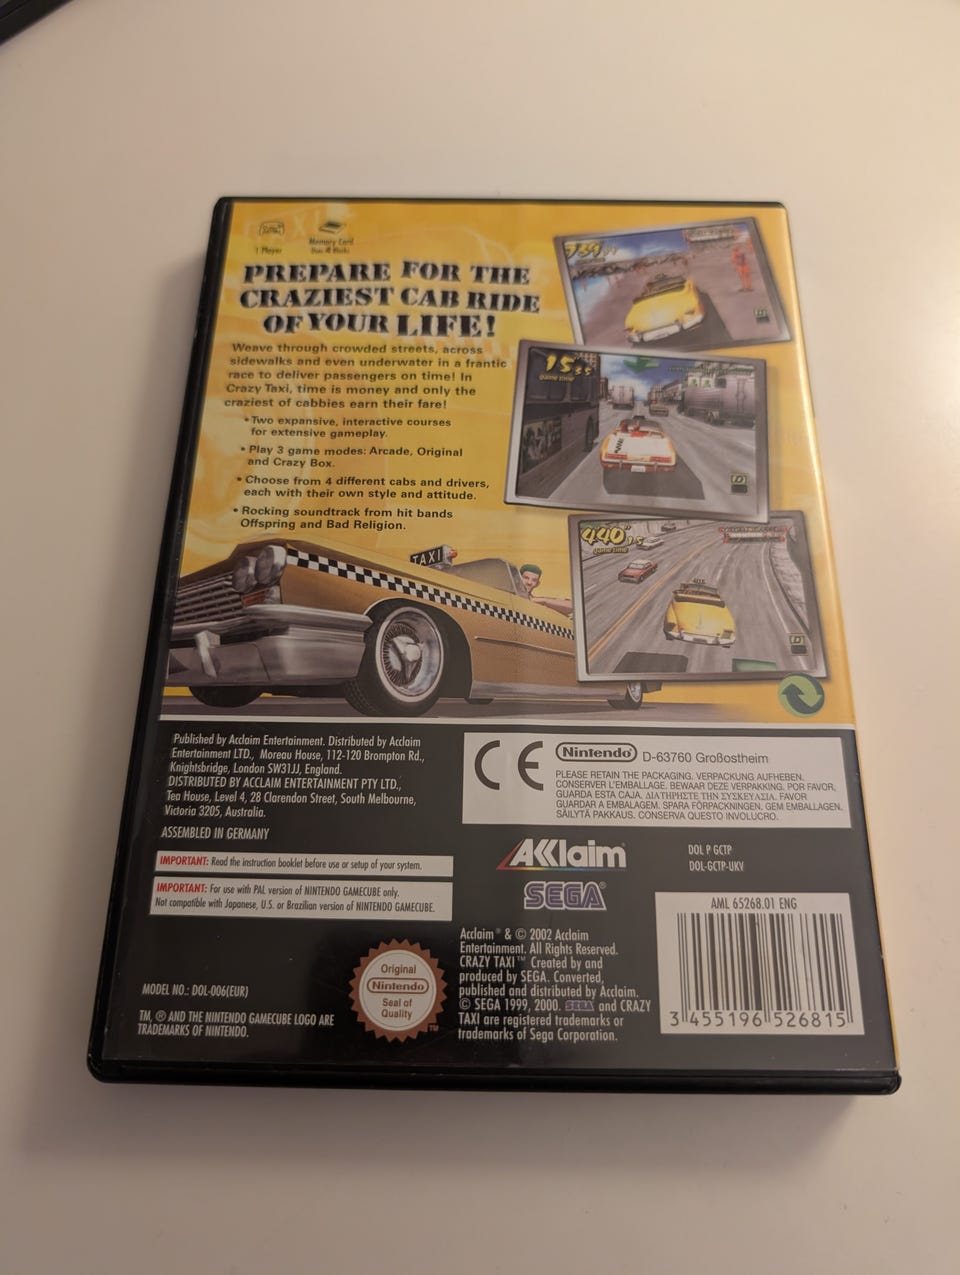 1 Player
Memory Card
PREPARE FOR THE
CRAZIEST CAB RIDE
OF YOUR LIFE!
Weave through crowded streets, across
sidewalks and even underwater in a frantic
race to deliver passengers on time! In
Crazy Taxi, time is money and only the
craziest of cabbies earn their fare!
• Two expansive, interactive courses
for extensive gameplay.
• Play 3 game modes: Arcade, Original
and Crazy Box.
• Choose from 4 different cabs and drivers,
each with their own style and attitude.
• Rocking soundtrack from hit bands
Offspring and Bad Religion.
TAXI
15
game time
440
game time
D
D
D
Published by Acclaim Entertainment. Distributed by Acclaim
Entertainment LTD., Moreau House, 112-120 Brompton Rd.,
Knightsbridge, London SW31JJ, England.
DISTRIBUTED BY ACCLAIM ENTERTAINMENT PTY LTD.,
Tea House, Level 4, 28 Clarendon Street, South Melbourne,
Victoria 3205, Australia.
ASSEMBLED IN GERMANY
IMPORTANT: Read the instruction booklet before use or setup of your system.
IMPORTANT: For use with PAL version of NINTENDO GAMECUBE only.
Not compatible with Japanese, U.S. or Brazilian version of NINTENDO GAMECUBE.
MODEL NO.: DOL-006(EUR)
TM, ® AND THE NINTENDO GAMECUBE LOGO ARE
TRADEMARKS OF NINTENDO.
Original
Nintendo
Seal of
Quality
TM
CE
Nintendo D-63760 Großostheim
PLEASE RETAIN THE PACKAGING. VERPACKUNG AUFHEBEN.
CONSERVER L'EMBALLAGE. BEWAAR DEZE VERPAKKING. POR FAVOR,
GUARDA ESTA CAJA. ΔΙΑΤΗΡΗΣΤΕ ΤΗΝ ΣΥΣΚΕΥΑΣΙΑ. FAVOR
GUARDAR A EMBALAGEM. SPARA FÖRPACKNINGEN. GEM EMBALLAGEN.
SÄILYTÄ PAKKAUS. CONSERVA QUESTO INVOLUCRO.
AKKlaim
SEGA®
DOL P GCTP
DOL-GCTP-UKV
Acclaim® & © 2002 Acclaim
Entertainment. All Rights Reserved.
CRAZY TAXI™ Created by and
produced by SEGA. Converted,
published and distributed by Acclaim.
© SEGA 1999, 2000. SEGA and CRAZY
TAXI are registered trademarks or
trademarks of Sega Corporation.
AML 65268.01 ENG
3 455196 526815